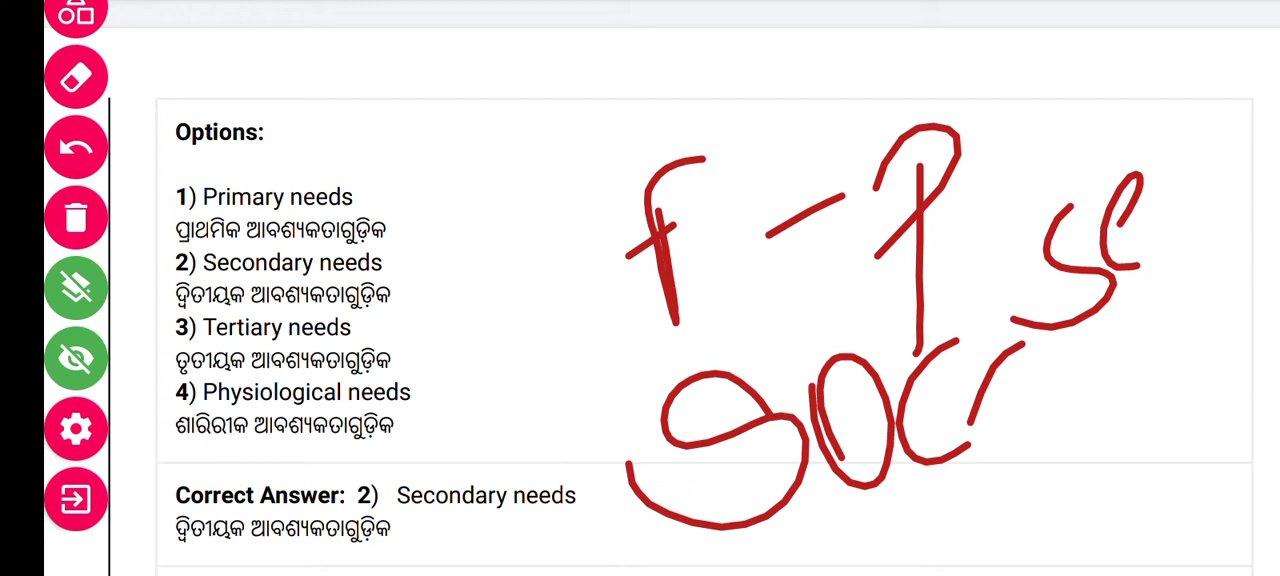 Options:
1) Primary needs
ପ୍ରାଥମିକ ଆବଶ୍ୟକତାଗୁଡ଼ିକ
2) Secondary needs
ଦ୍ବିତୀୟକ ଆବଶ୍ୟକତାଗୁଡ଼ିକ
3) Tertiary needs
ତୃତୀୟକ ଆବଶ୍ୟକତାଗୁଡ଼ିକ
4) Physiological needs
ଶାରିରୀକ ଆବଶ୍ୟକତାଗୁଡ଼ିକ
f - P
se
soc
Correct Answer: 2) Secondary needs
ଦ୍ବିତୀୟକ ଆବଶ୍ୟକତାଗୁଡ଼ିକ